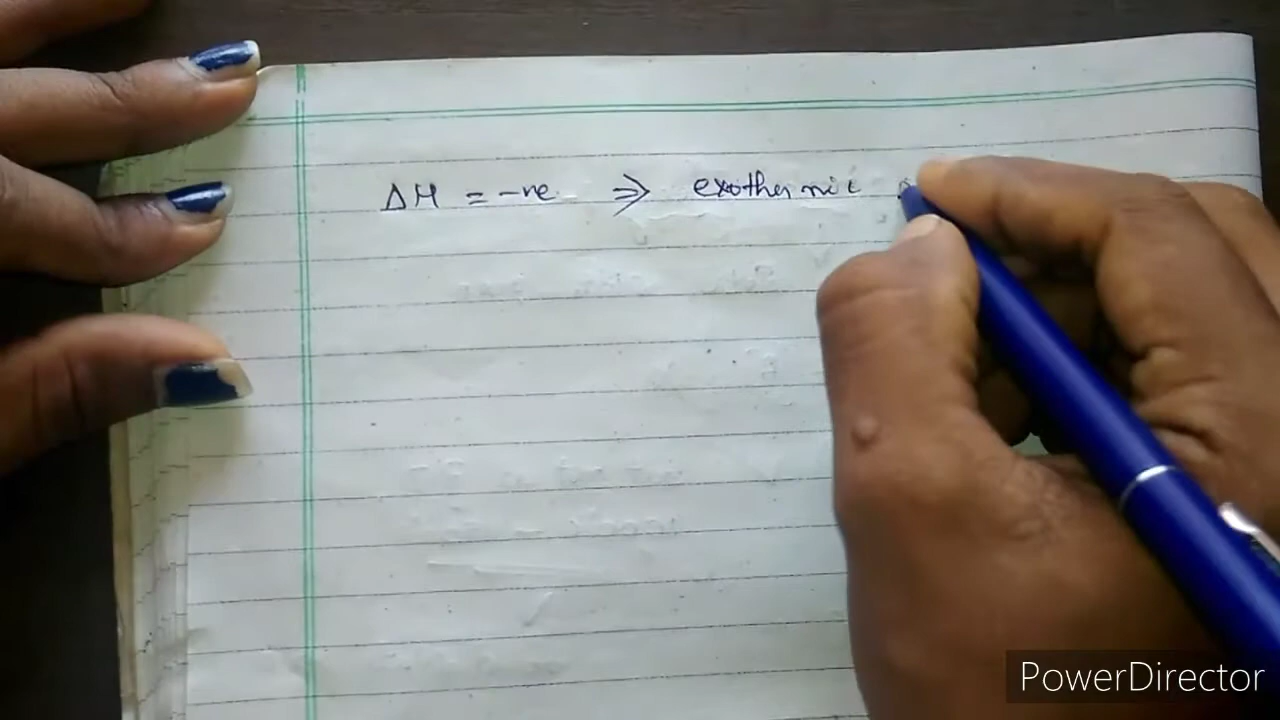 ΔH = -ve ⇒ exothermic
PowerDirector